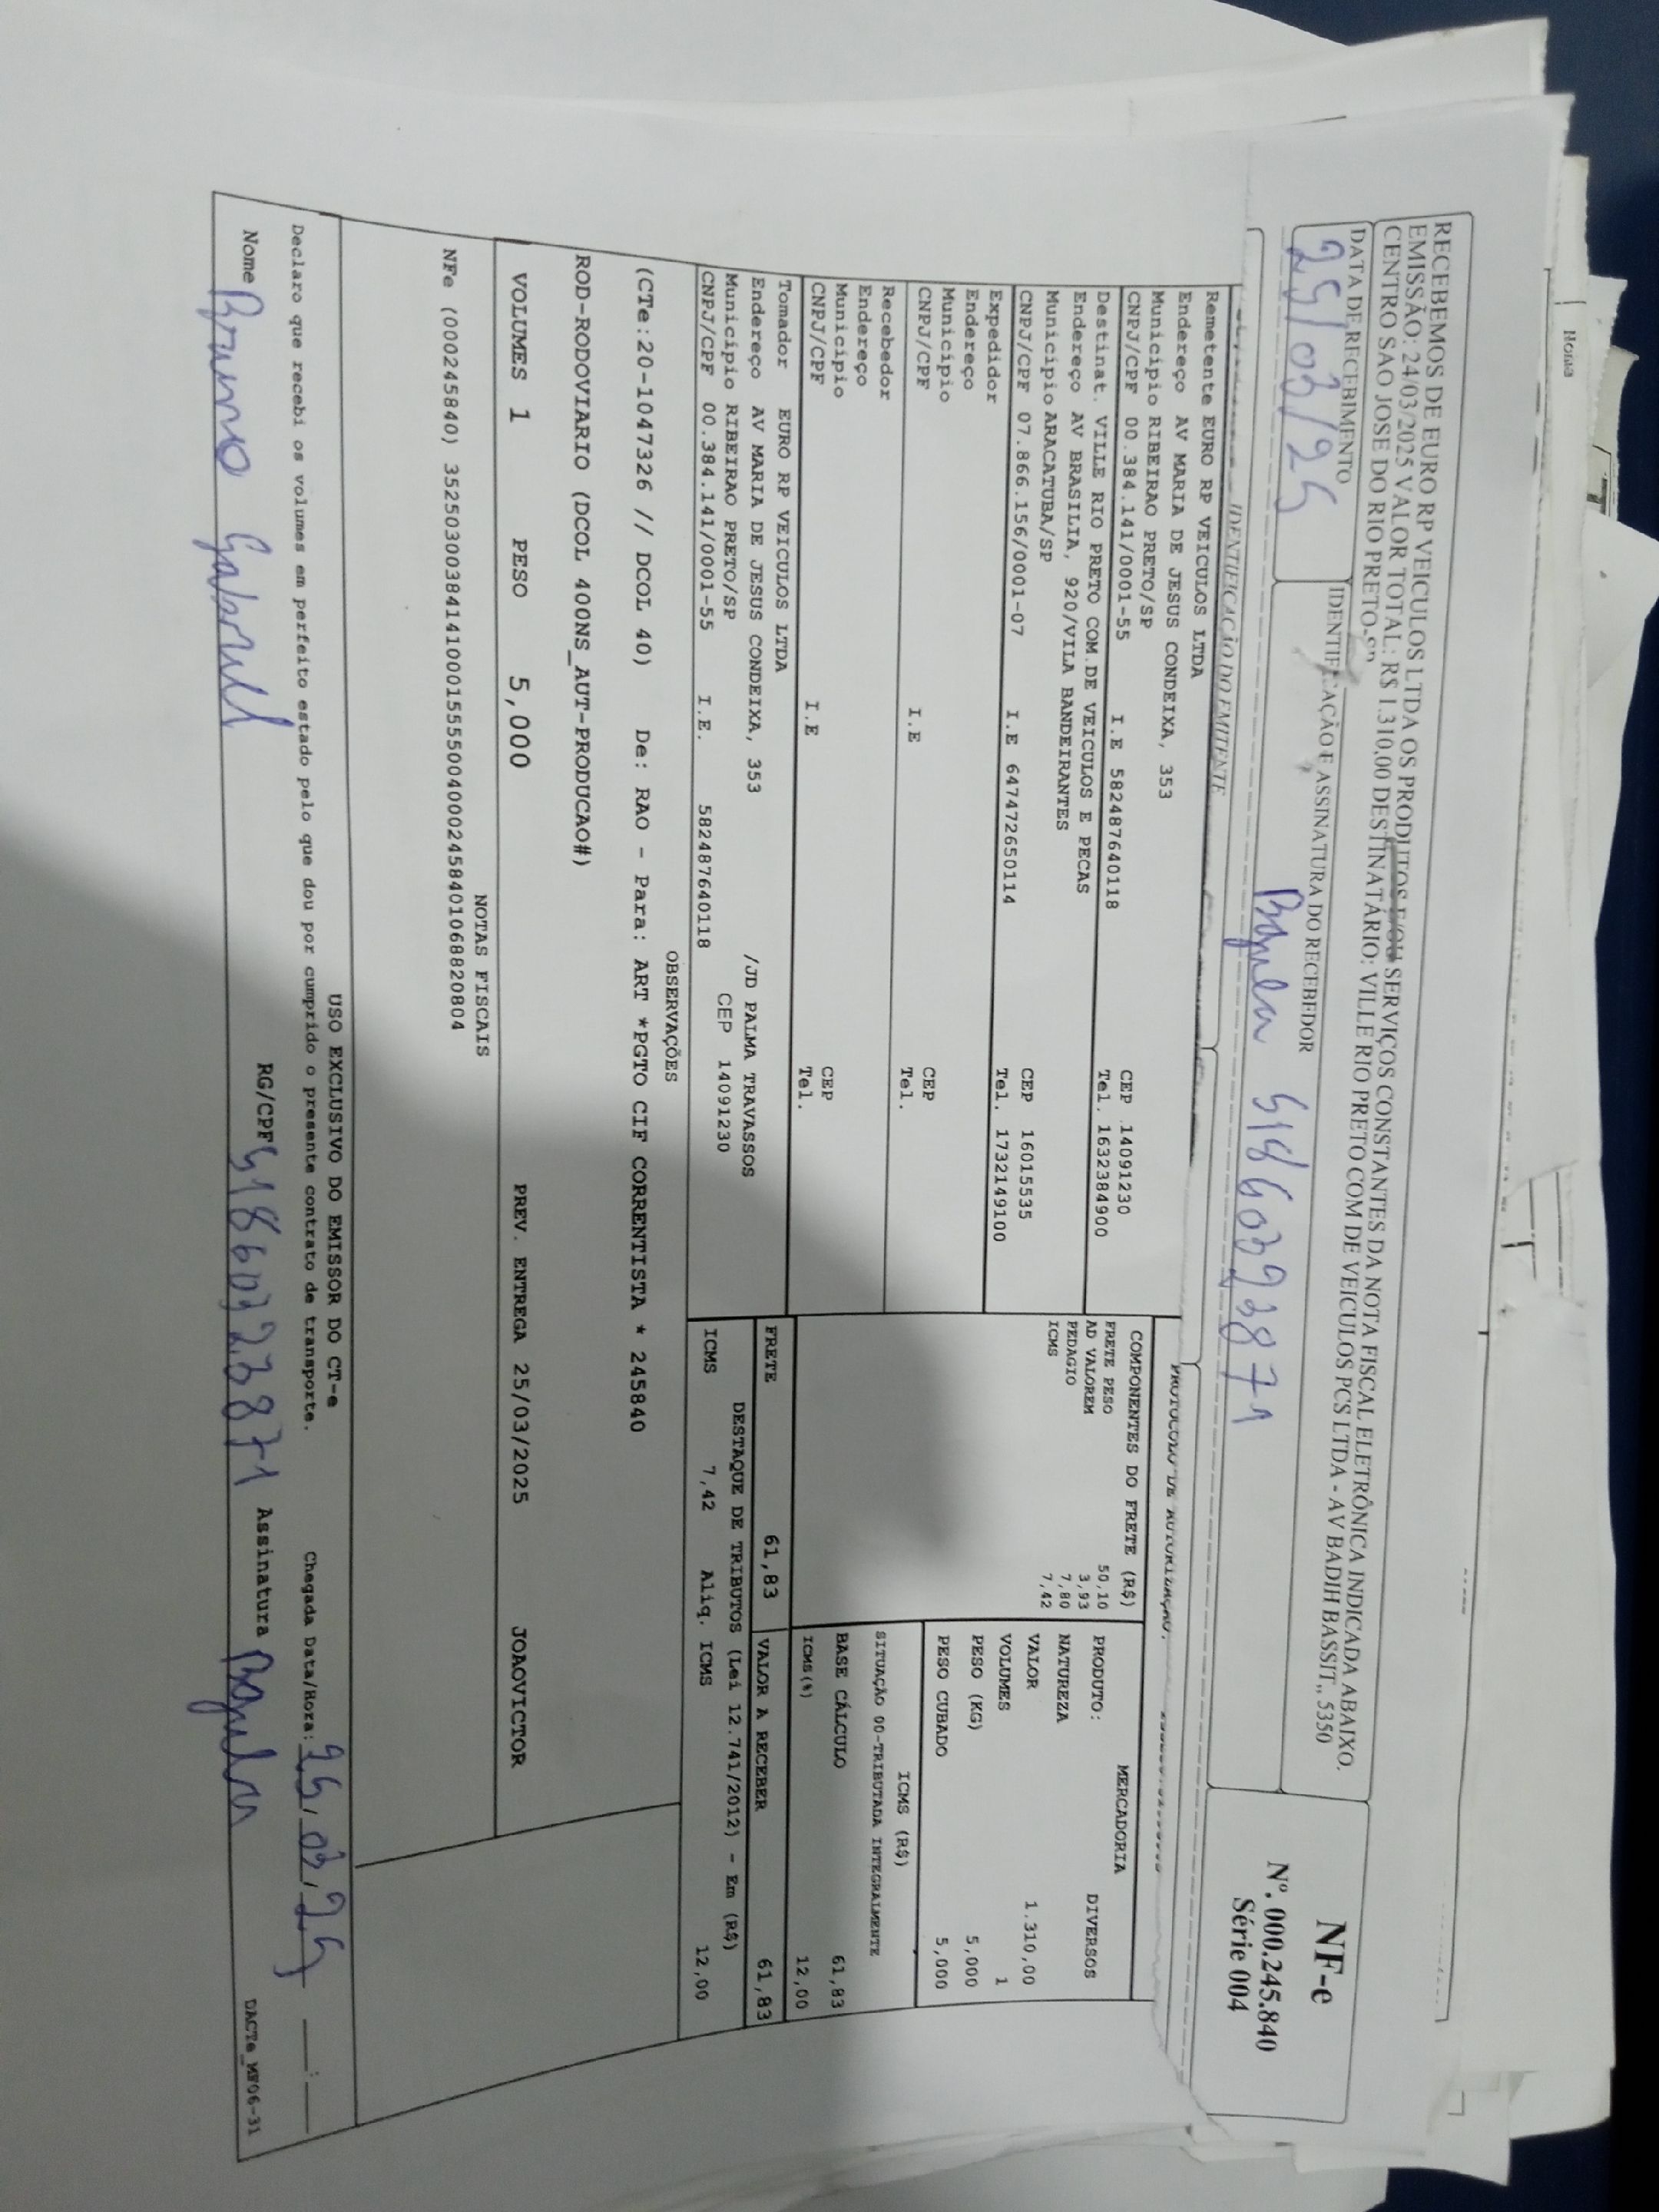 RECEBEMOS DE EURO RP VEICULOS LTDA OS PRODUTOS E/OU SERVIÇOS CONSTANTES DA NOTA FISCAL ELETRÔNICA INDICADA ABAIXO.
EMISSÃO: 24/03/2025 VALOR TOTAL: R$ 1.310,00 DESTINATÁRIO: VILLE RIO PRETO COM DE VEICULOS PCS LTDA - AV BADIH BASSIT,, 5350
CENTRO SAO JOSE DO RIO PRETO-SP
NF-e
Nº. 000.245.840
Série 004
DATA DE RECEBIMENTO
25/03/25
IDENTIFICAÇÃO E ASSINATURA DO RECEBEDOR
IDENTIFICAÇÃO DO EMITENTE
PROTOCOLO DE AUTORIZAÇÃO.
Remetente EURO RP VEICULOS LTDA
Endereço AV MARIA DE JESUS CONDEIXA, 353
Município RIBEIRAO PRETO/SP CEP 14091230
CNPJ/CPF 00.384.141/0001-55 I.E 582487640118 Tel. 1632384900
Destinat. VILLE RIO PRETO COM.DE VEICULOS E PECAS
Endereço AV BRASILIA, 920/VILA BANDEIRANTES
Município ARACATUBA/SP CEP 16015535
CNPJ/CPF 07.866.156/0001-07 I.E 647472650114 Tel. 1732149100
Expedidor
Endereço
Município CEP
CNPJ/CPF I.E Tel.
Recebedor
Endereço
Município CEP
CNPJ/CPF I.E Tel.
Tomador EURO RP VEICULOS LTDA
Endereço AV MARIA DE JESUS CONDEIXA, 353 /JD PALMA TRAVASSOS
Município RIBEIRAO PRETO/SP CEP 14091230
CNPJ/CPF 00.384.141/0001-55 I.E. 582487640118
COMPONENTES DO FRETE (R$)
FRETE PESO 50,10
AD VALOREM 3,93
PEDAGIO 7,80
ICMS 7,42
MERCADORIA
PRODUTO: DIVERSOS
NATUREZA
VALOR 1.310,00
VOLUMES 1
PESO (KG) 5,000
PESO CUBADO 5,000
ICMS (R$)
SITUAÇÃO 00-TRIBUTADA INTEGRALMENTE
BASE CÁLCULO 61,83
ICMS(%) 12,00
FRETE 61,83 VALOR A RECEBER 61,83
DESTAQUE DE TRIBUTOS (Lei 12.741/2012) - Em (R$)
ICMS 7,42 Aliq. ICMS 12,00
OBSERVAÇÕES
(CTe:20-1047326 // DCOL 40) De: RAO - Para: ART *PGTO CIF CORRENTISTA * 245840
ROD-RODOVIARIO (DCOL 400NS_AUT-PRODUCAO#)
VOLUMES 1 PESO 5,000 PREV. ENTREGA 25/03/2025 JOAOVICTOR
NOTAS FISCAIS
NFe (000245840) 35250300384141000155550040002458401068820804
USO EXCLUSIVO DO EMISSOR DO CT-e
Declaro que recebi os volumes em perfeito estado pelo que dou por cumprido o presente contrato de transporte. Chegada Data/Hora: 25/03/25
Nome Bruno Gabriel RG/CPF Assinatura
DACTe_MF06-31
Nome